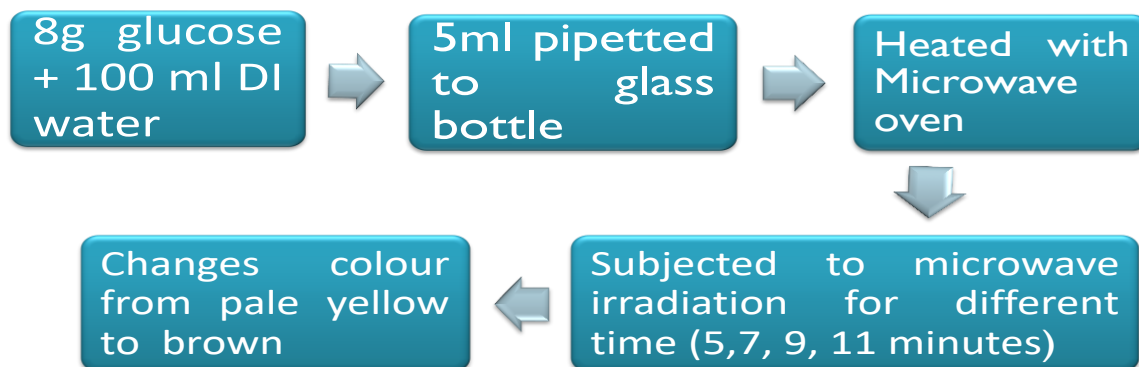 8g glucose
+ 100 ml DI
water
5ml pipetted
to glass
bottle
Heated with
Microwave
oven
Subjected to microwave
irradiation for different
time (5,7, 9, 11 minutes)
Changes colour
from pale yellow
to brown